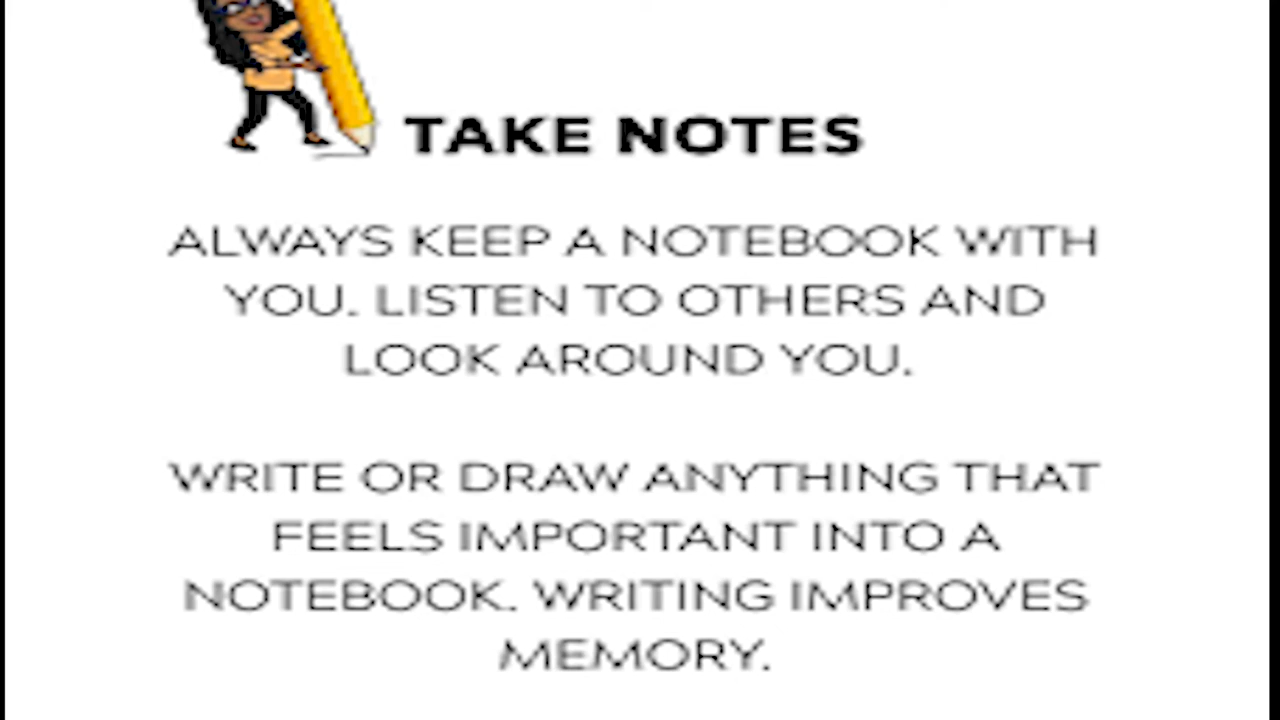 TAKE NOTES
ALWAYS KEEP A NOTEBOOK WITH
YOU. LISTEN TO OTHERS AND
LOOK AROUND YOU.
WRITE OR DRAW ANYTHING THAT
FEELS IMPORTANT INTO A
NOTEBOOK. WRITING IMPROVES
MEMORY.